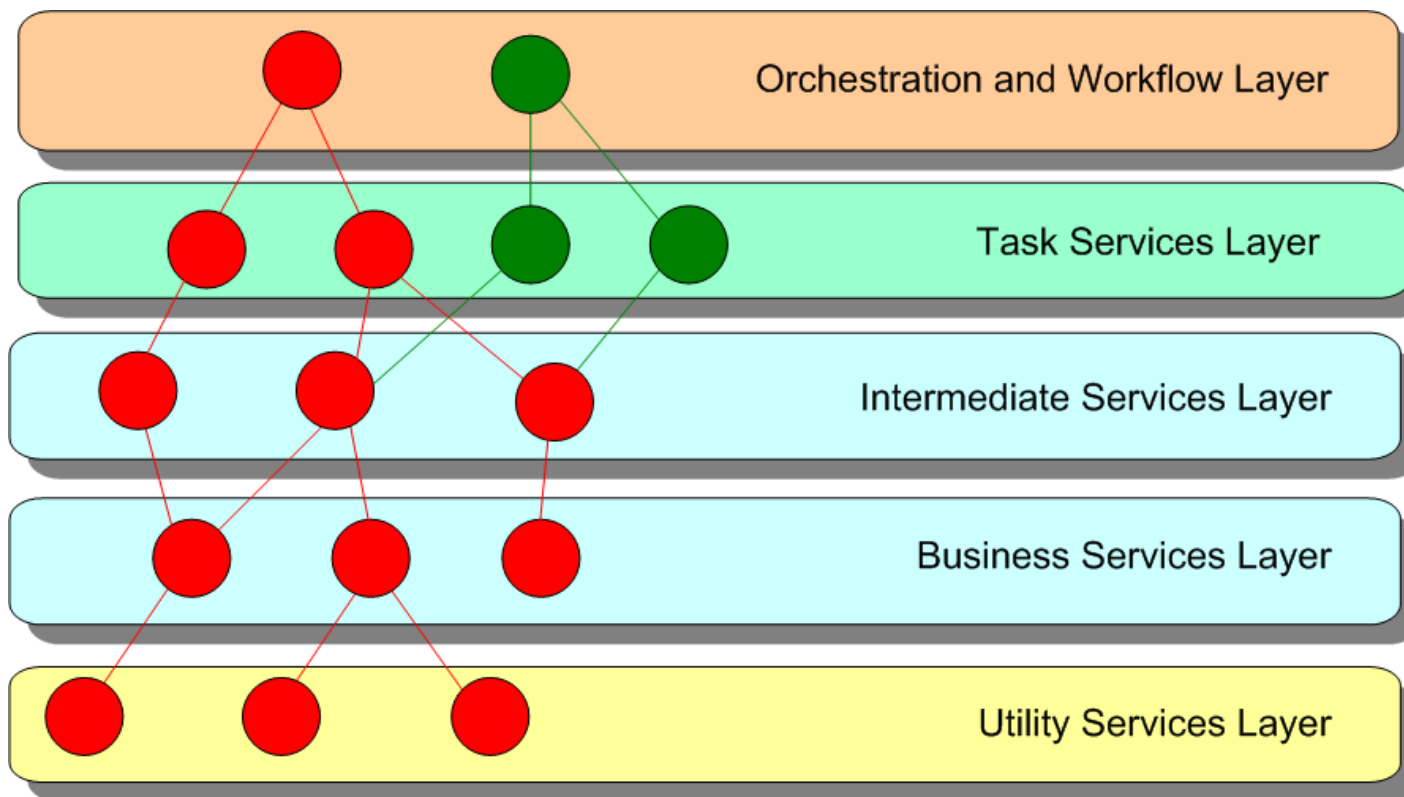 Orchestration and Workflow Layer
Task Services Layer
Intermediate Services Layer
Business Services Layer
Utility Services Layer